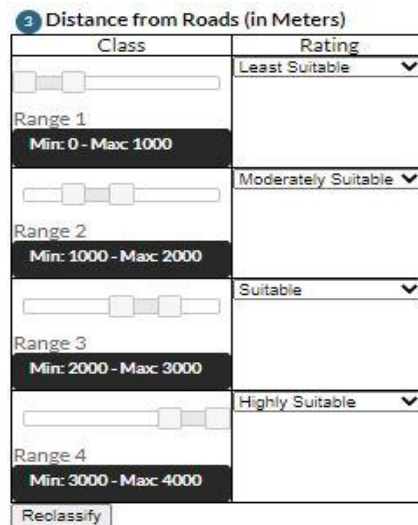 3 Distance from Roads (in Meters)
Class Rating
Least Suitable
Range 1
Min: 0 - Max: 1000
Moderately Suitable
Range 2
Min: 1000 - Max: 2000
Suitable
Range 3
Min: 2000 - Max: 3000
Highly Suitable
Range 4
Min: 3000 - Max: 4000
Reclassify